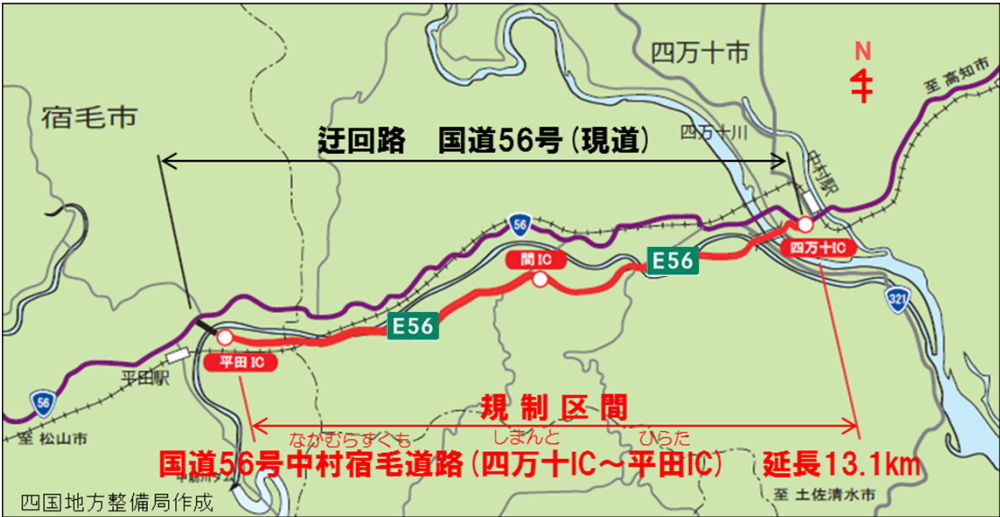 四万十市
N
至 高知市
宿毛市
四万十川
迂回路 国道56号(現道)
中村駅
56
間IC
E56
四万十IC
321
E56
平田IC
平田駅
56
至 松山市
規制区間
なかむらすくも しまんと ひらた
国道56号中村宿毛道路(四万十IC～平田IC) 延長13.1km
中筋川ダム
四国地方整備局作成
至 土佐清水市